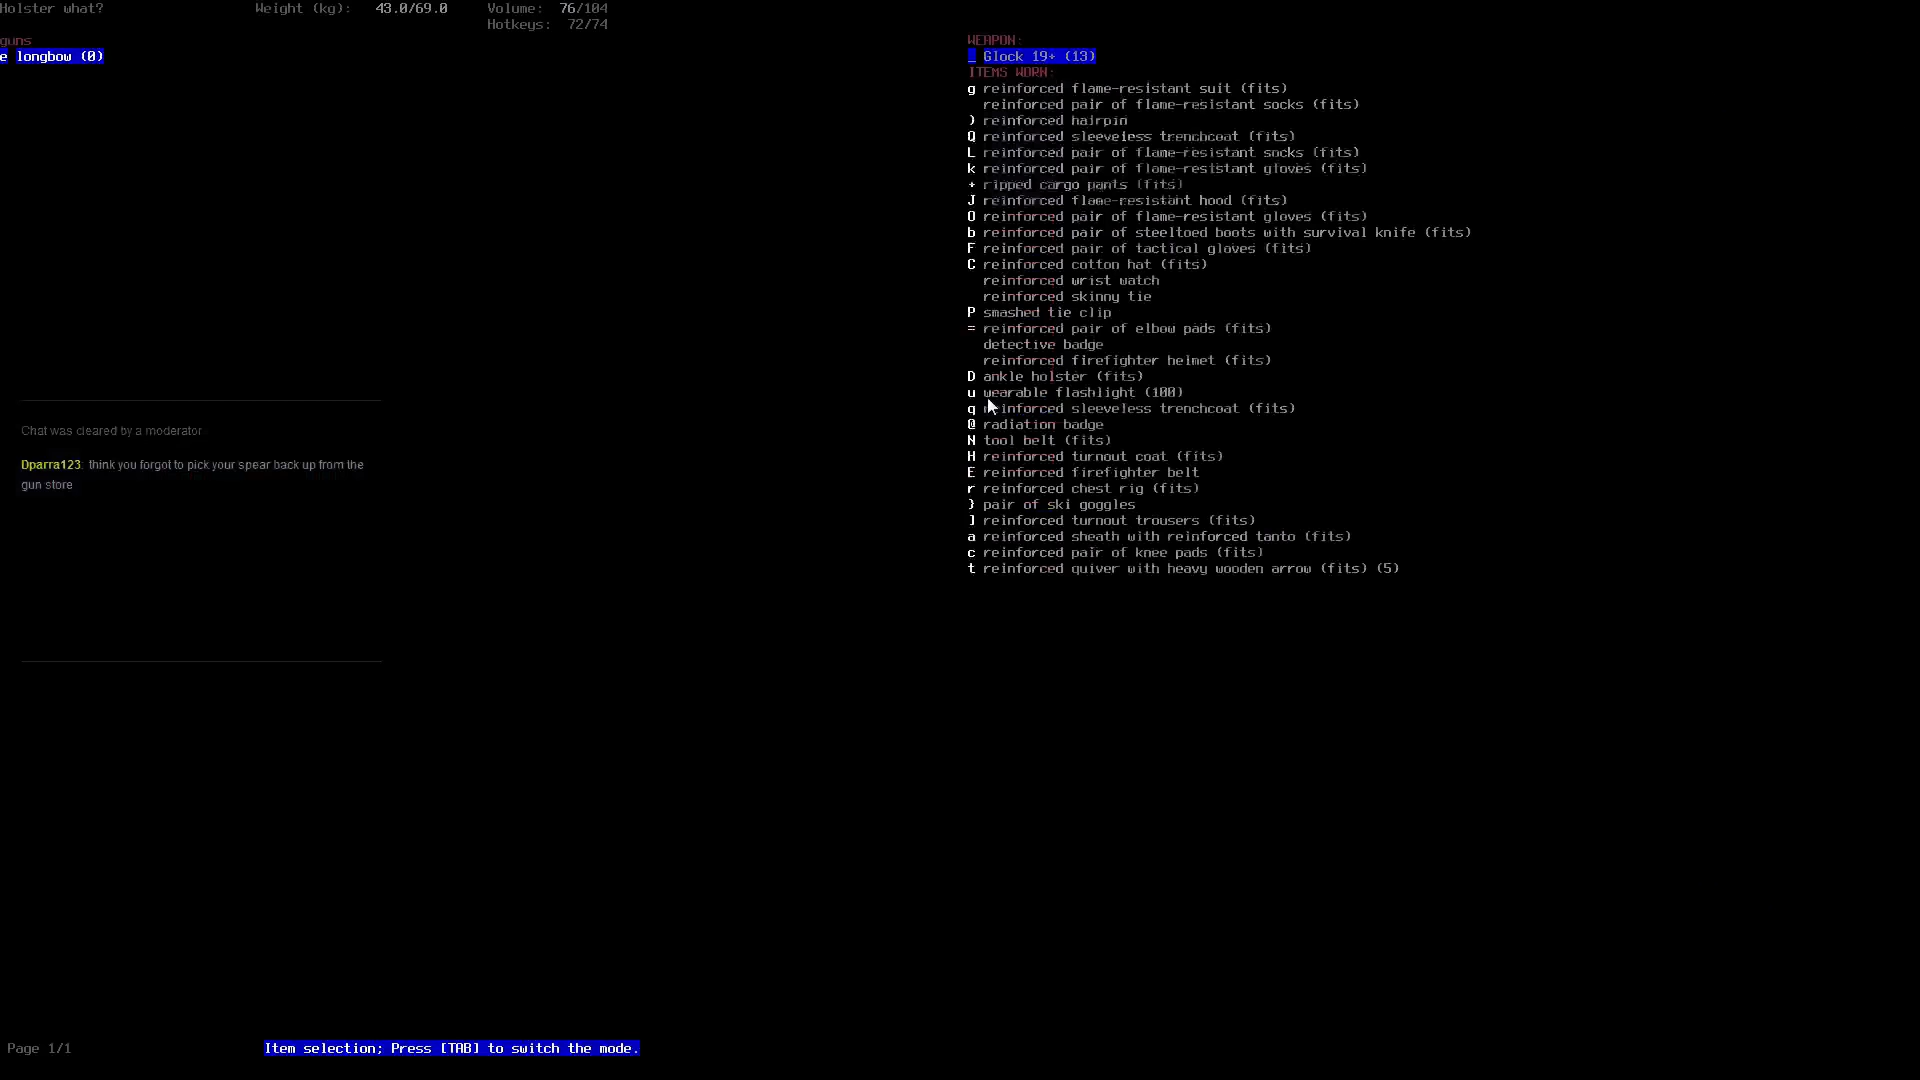 Holster what?
Weight (kg): 43.0/69.0
Volume: 76/104
Hotkeys: 72/74
guns
e longbow (0)
Chat was cleared by a moderator
Dparra123: think you forgot to pick your spear back up from the
gun store
WEAPON:
_ Glock 19+ (13)
ITEMS WORN:
g reinforced flame-resistant suit (fits)
reinforced pair of flame-resistant socks (fits)
) reinforced hairpin
Q reinforced sleeveless trenchcoat (fits)
L reinforced pair of flame-resistant socks (fits)
k reinforced pair of flame-resistant gloves (fits)
+ ripped cargo pants (fits)
J reinforced flame-resistant hood (fits)
O reinforced pair of flame-resistant gloves (fits)
b reinforced pair of steeltoed boots with survival knife (fits)
F reinforced pair of tactical gloves (fits)
C reinforced cotton hat (fits)
reinforced wrist watch
reinforced skinny tie
P smashed tie clip
= reinforced pair of elbow pads (fits)
detective badge
reinforced firefighter helmet (fits)
D ankle holster (fits)
u wearable flashlight (100)
q reinforced sleeveless trenchcoat (fits)
@ radiation badge
N tool belt (fits)
H reinforced turnout coat (fits)
E reinforced firefighter belt
r reinforced chest rig (fits)
} pair of ski goggles
] reinforced turnout trousers (fits)
a reinforced sheath with reinforced tanto (fits)
c reinforced pair of knee pads (fits)
t reinforced quiver with heavy wooden arrow (fits) (5)
Page 1/1
Item selection; Press [TAB] to switch the mode.